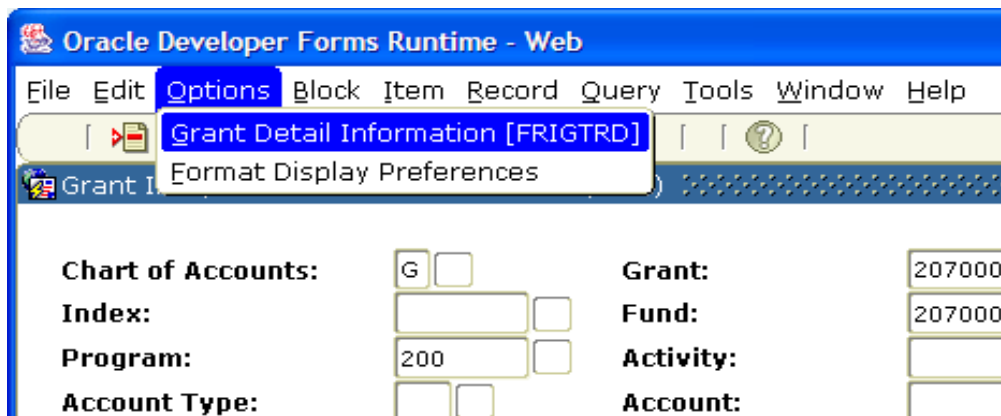 Oracle Developer Forms Runtime - Web
File Edit Options Block Item Record Query Tools Window Help
Grant Detail Information [FRIGTRD]
Format Display Preferences
Grant
Chart of Accounts: G Grant: 207000
Index: Fund: 207000
Program: 200 Activity:
Account Type: Account: